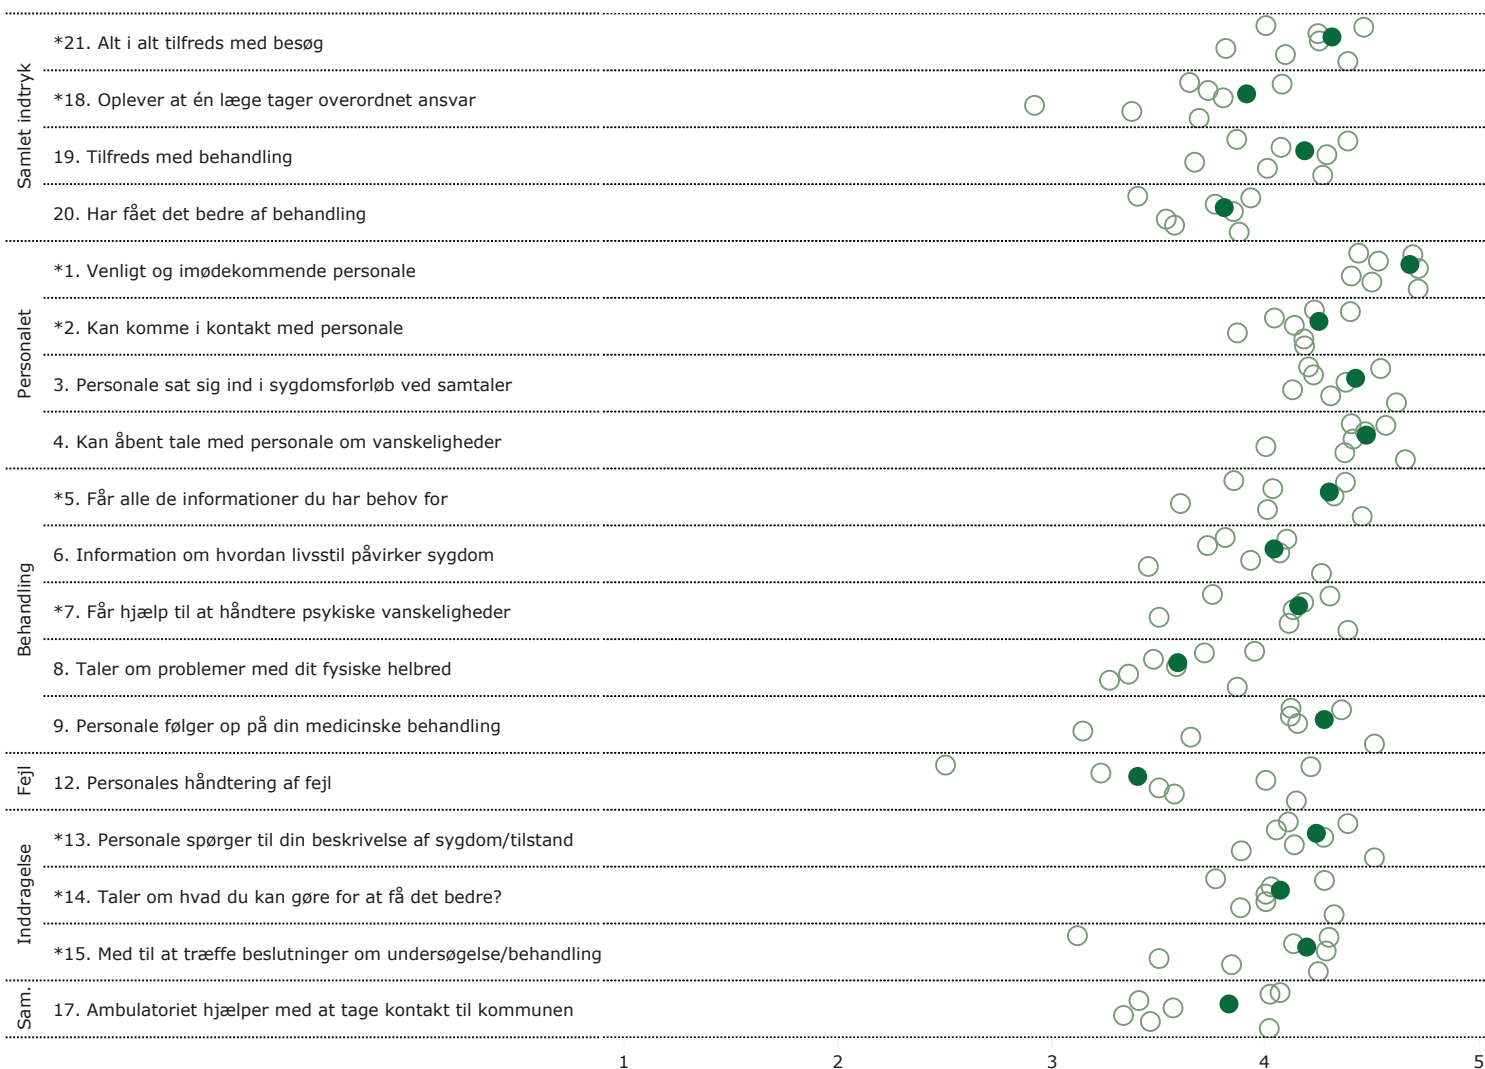 Samlet indtryk
*21. Alt i alt tilfreds med besøg
*18. Oplever at én læge tager overordnet ansvar
19. Tilfreds med behandling
20. Har fået det bedre af behandling
Personalet
*1. Venligt og imødekommende personale
*2. Kan komme i kontakt med personale
3. Personale sat sig ind i sygdomsforløb ved samtaler
4. Kan åbent tale med personale om vanskeligheder
Behandling
*5. Får alle de informationer du har behov for
6. Information om hvordan livsstil påvirker sygdom
*7. Får hjælp til at håndtere psykiske vanskeligheder
8. Taler om problemer med dit fysiske helbred
9. Personale følger op på din medicinske behandling
Fejl
12. Personales håndtering af fejl
Inddragelse
*13. Personale spørger til din beskrivelse af sygdom/tilstand
*14. Taler om hvad du kan gøre for at få det bedre?
*15. Med til at træffe beslutninger om undersøgelse/behandling
Sam.
17. Ambulatoriet hjælper med at tage kontakt til kommunen
1 2 3 4 5